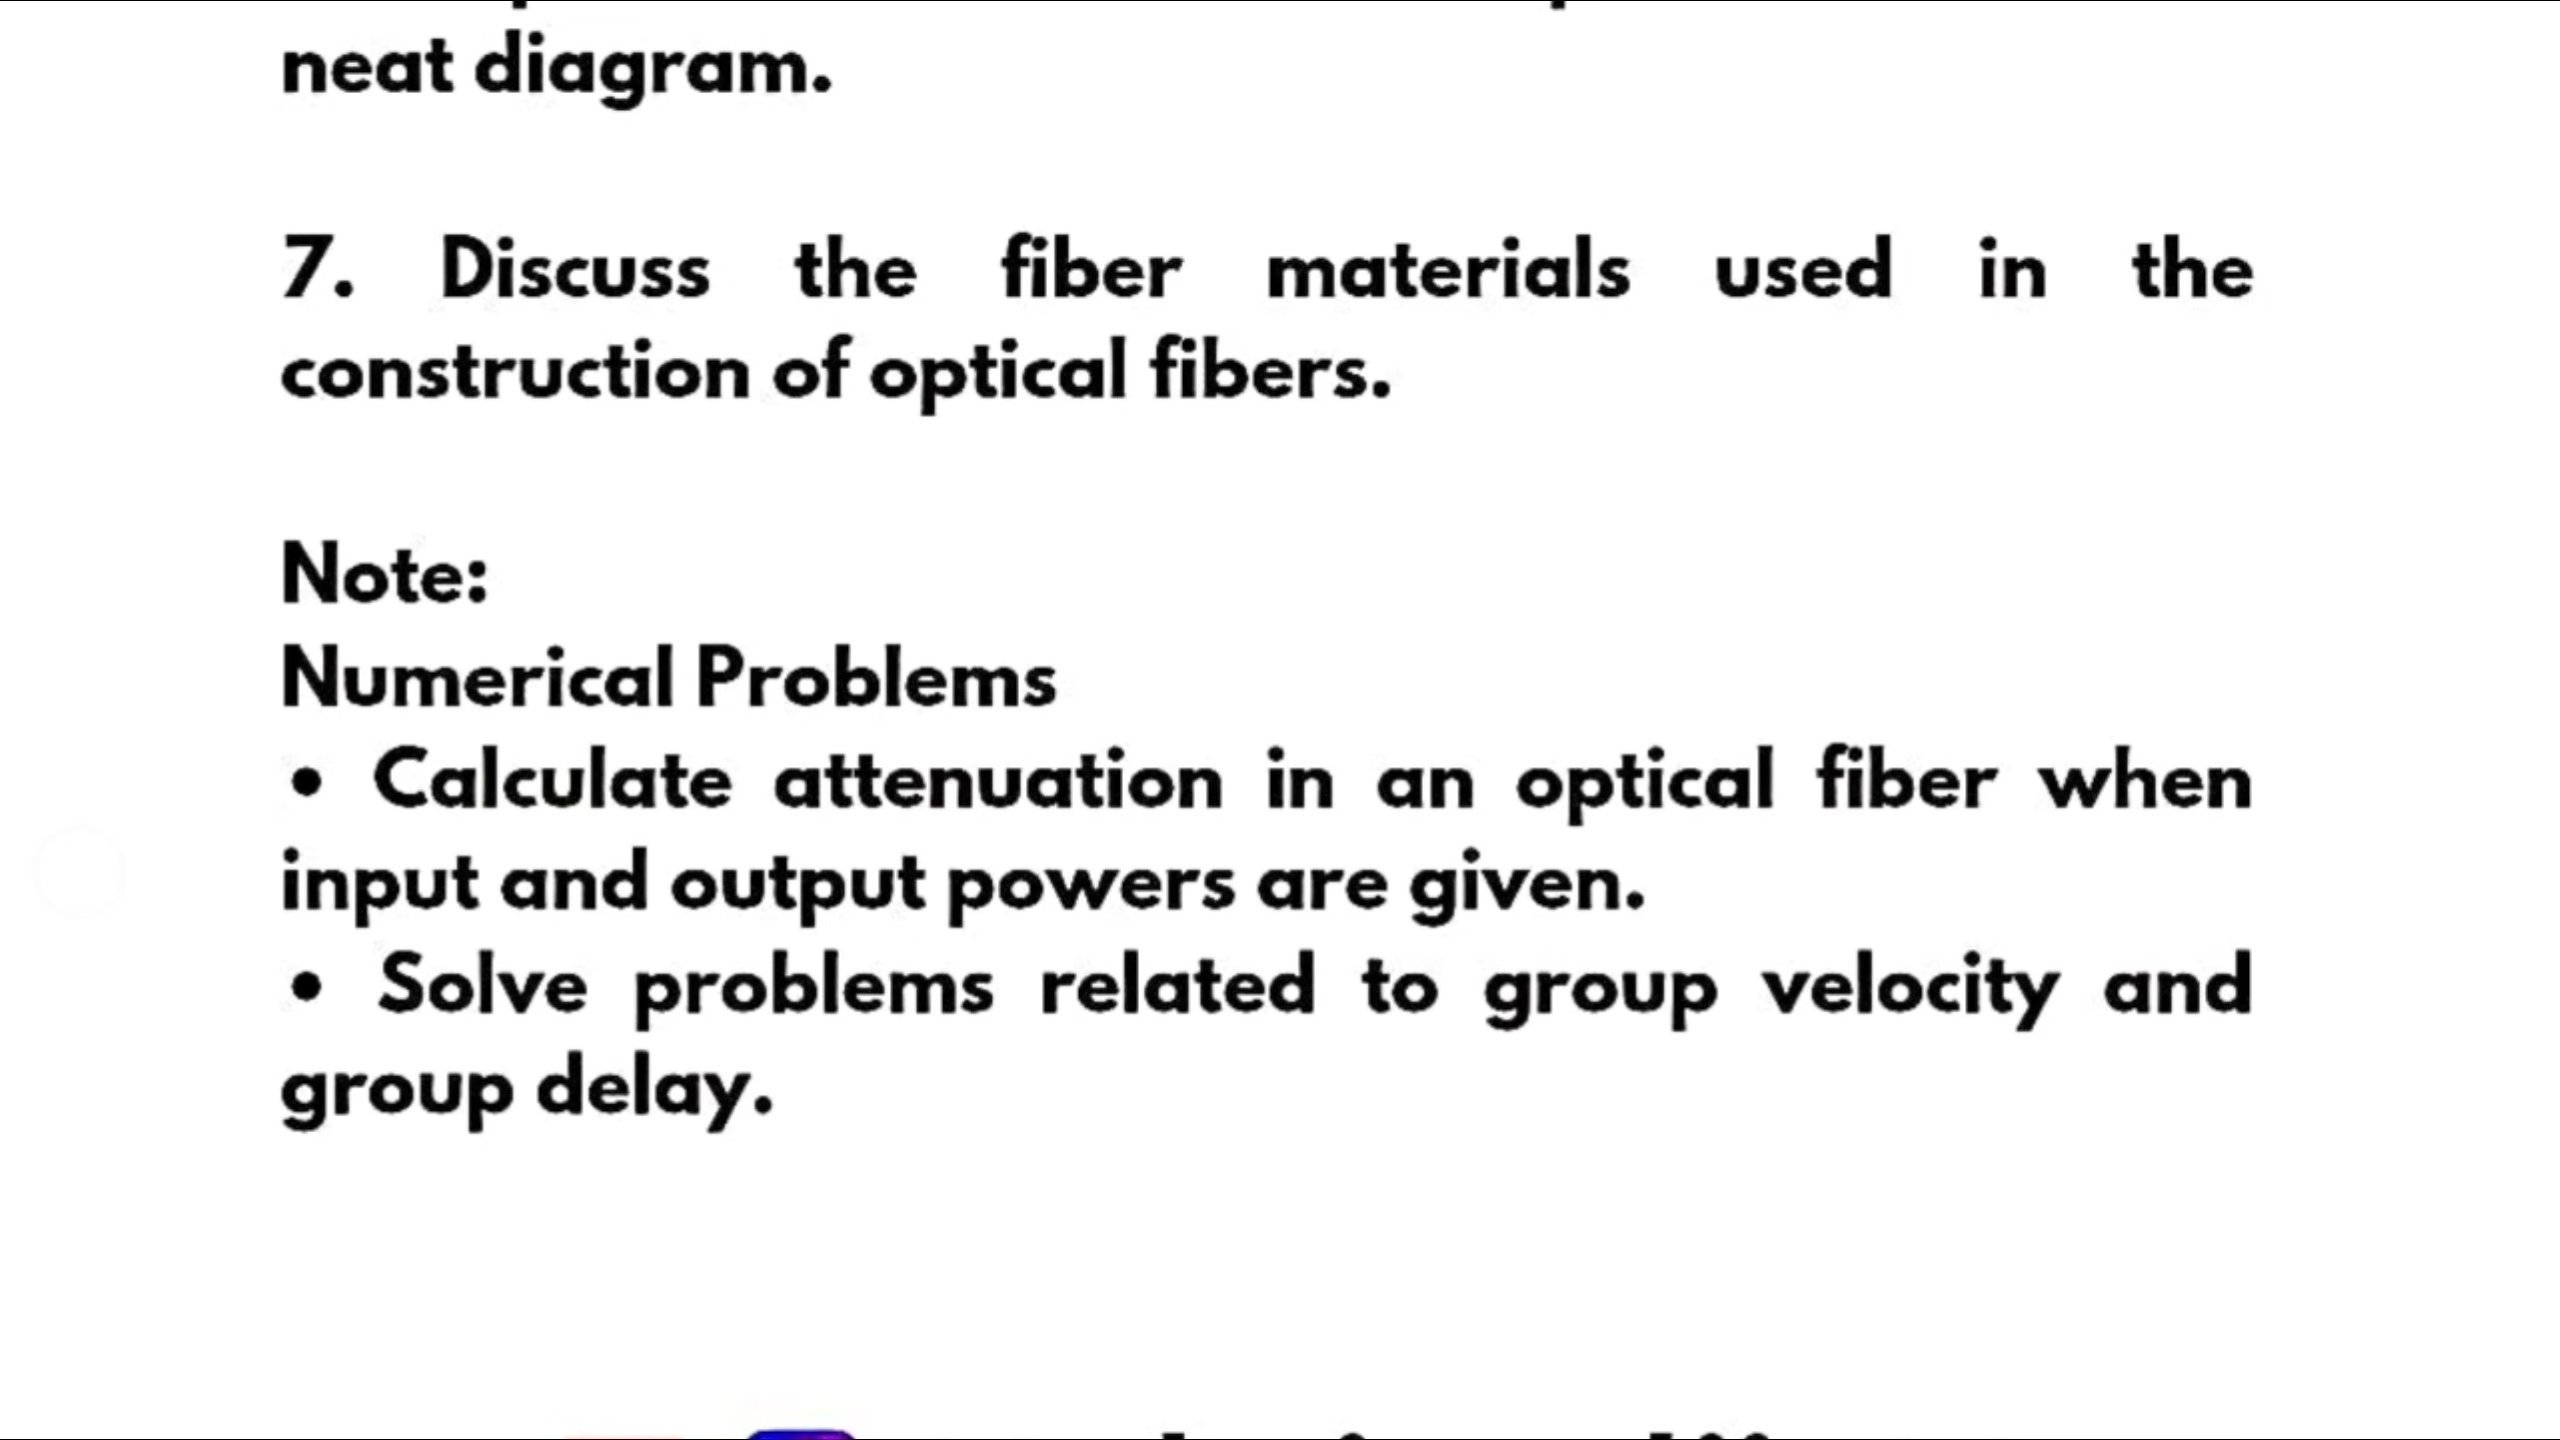 neat diagram.
7. Discuss the fiber materials used in the
construction of optical fibers.
Note:
Numerical Problems
• Calculate attenuation in an optical fiber when
input and output powers are given.
• Solve problems related to group velocity and
group delay.